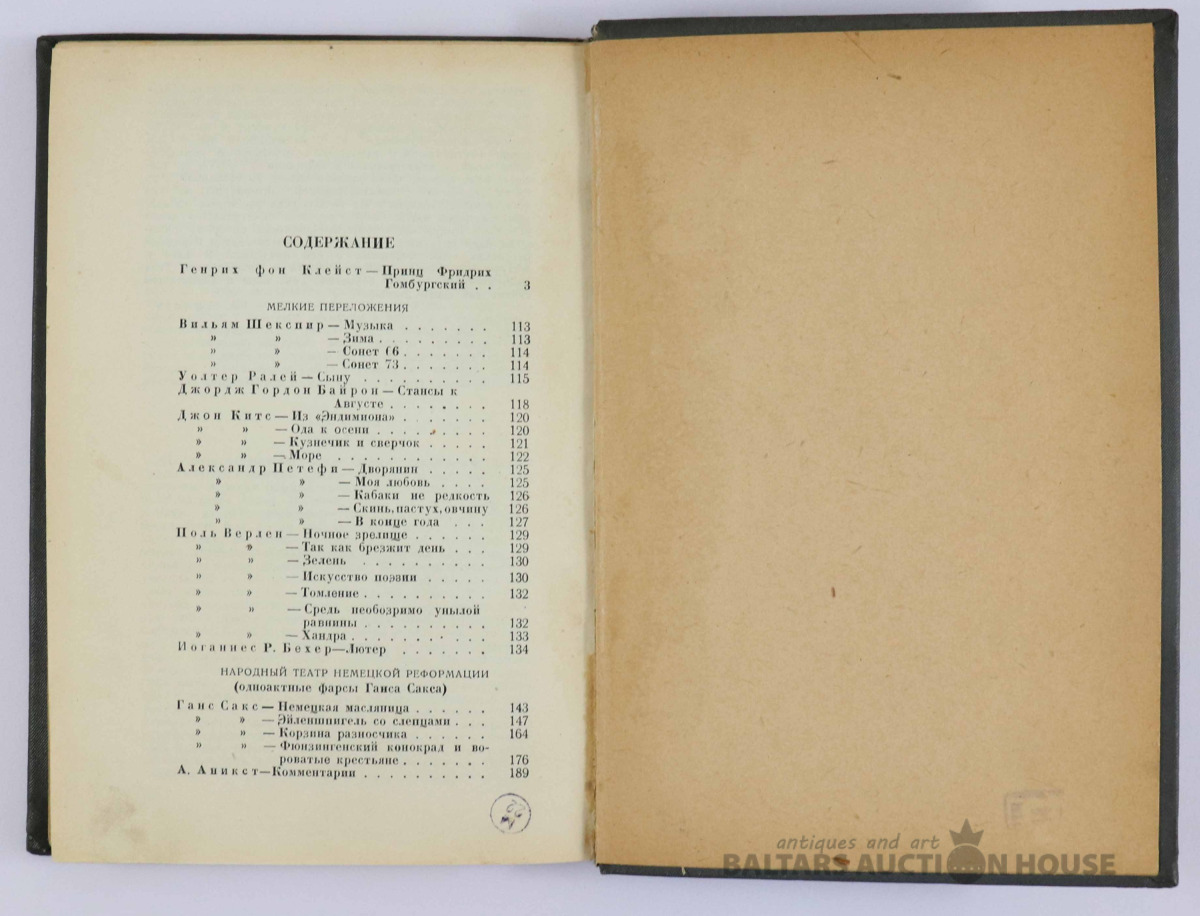 СОДЕРЖАНИЕ
Генрих фон Клейст — Принц Фридрих
Гомбургский . . 3
МЕЛКИЕ ПЕРЕЛОЖЕНИЯ
Вильям Шекспир — Музыка . . . . . . . 113
» » — Зима . . . . . . . . . 113
» » — Сонет 66 . . . . . . . 114
» » — Сонет 73 . . . . . . . 114
Уолтер Ралей — Сыну . . . . . . . . . . 115
Джордж Гордон Байрон — Стансы к
Августе . . . . . . . . 118
Джон Китс — Из «Эндимиона» . . . . . . . 120
» » — Ода к осени . . . . . . . . . 120
» » — Кузнечик и сверчок . . . . . 121
» » — Море . . . . . . . . . . . 122
Александр Петефи — Дворянин . . . . . 125
» » — Моя любовь . . . . 125
» » — Кабаки не редкость 126
» » — Скинь, пастух, овчину 126
» » — В конце года . . . 127
Поль Верлен — Ночное зрелище . . . . . . 129
» » — Так как брезжит день . . . 129
» » — Зелень . . . . . . . . . . 130
» » — Искусство поэзии . . . . . 130
» » — Томление . . . . . . . . . 132
» » — Средь необозримо унылой
равнины . . . . . . . . . . 132
» » — Хандра . . . . . . . . . . . 133
Иоганнес Р. Бехер — Лютер . . . . . . . 134
НАРОДНЫЙ ТЕАТР НЕМЕЦКОЙ РЕФОРМАЦИИ
(одноактные фарсы Ганса Сакса)
Ганс Сакс — Немецкая масляница . . . . . . 143
» » — Эйленшпигель со слепцами . . . 147
» » — Корзина разносчика . . . . . . 164
» » — Фюнзингенский конокрад и во-
роватые крестьяне . . . . . . . 176
А. Аникст — Комментарии . . . . . . . . . . 189
antiques and art
BALTARS AUCTION HOUSE